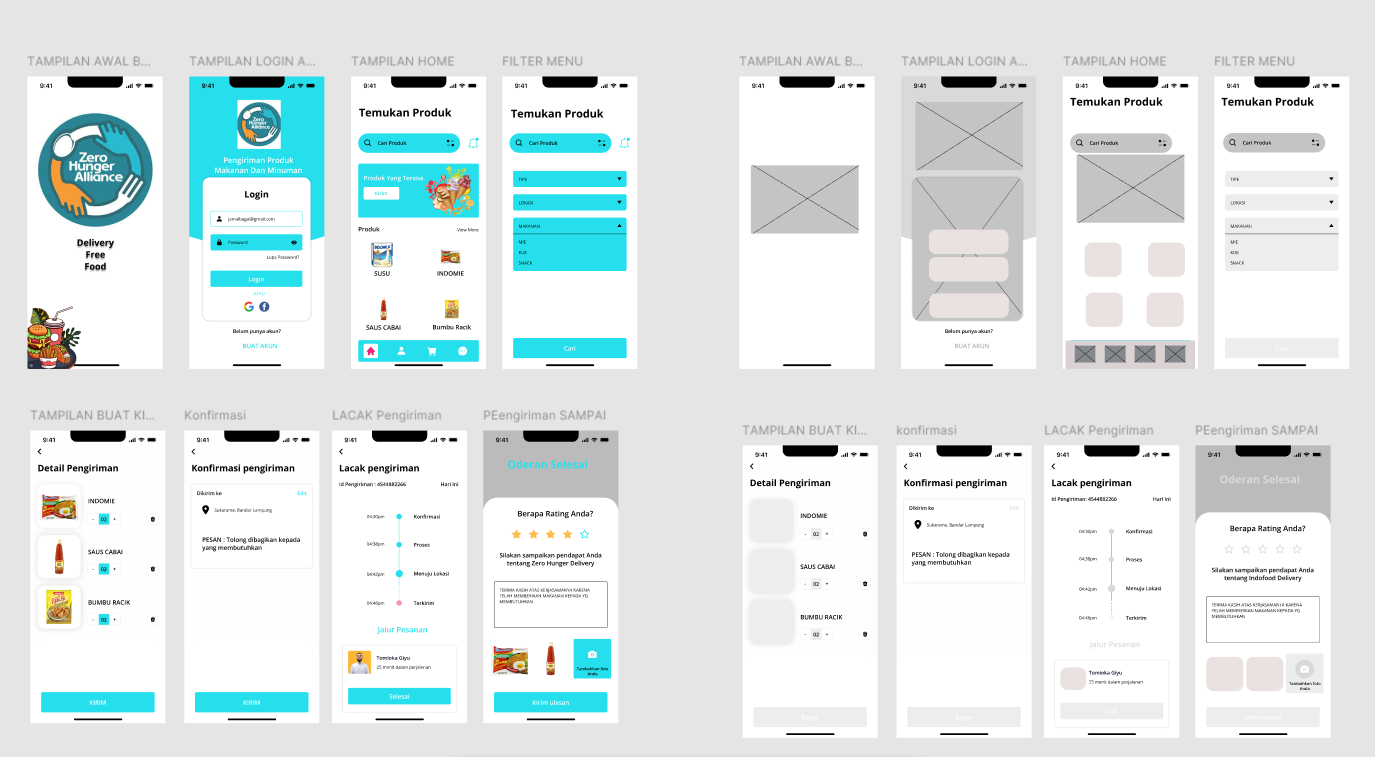 TAMPILAN AWAL B...
9:41
Zero
Hunger
Alliance
Delivery
Free
Food
TAMPILAN LOGIN A...
9:41
Zero
Hunger
Alliance
Pengiriman Produk
Makanan Dan Minuman
Login
jamalbagat@gmail.com
Password
Lupa Password?
Login
atau
Belum punya akun?
BUAT AKUN
TAMPILAN HOME
9:41
Temukan Produk
Cari Produk
Produk Yang Tersisa
Kirim
Produk
View More
SUSU
INDOMIE
SAUS CABAI
Bumbu Racik
FILTER MENU
9:41
Temukan Produk
Cari Produk
TIPE
LOKASI
MAKANAN
MIE
KUE
SNACK
Cari
TAMPILAN AWAL B...
9:41
TAMPILAN LOGIN A...
9:41
Belum punya akun?
BUAT AKUN
TAMPILAN HOME
9:41
Temukan Produk
Cari Produk
FILTER MENU
9:41
Temukan Produk
Cari Produk
TIPE
LOKASI
MAKANAN
MIE
KUE
SNACK
Cari
TAMPILAN BUAT KI...
9:41
Detail Pengiriman
INDOMIE
- 02 +
SAUS CABAI
- 02 +
BUMBU RACIK
- 02 +
KIRIM
Konfirmasi
9:41
Konfirmasi pengiriman
Dikirim ke
Edit
Sukarame, Bandar Lampung
PESAN : Tolong dibagikan kepada
yang membutuhkan
KIRIM
LACAK Pengiriman
9:41
Lacak pengiriman
Id Pengiriman : 4544882266
Hari Ini
04:30pm Konfirmasi
04:38pm Proses
04:42pm Menuju Lokasi
04:46pm Terkirim
Jalur Pesanan
Tomioka Giyu
25 menit dalam perjalanan
Selesai
PEengiriman SAMPAI
9:41
Oderan Selesai
Berapa Rating Anda?
Silakan sampaikan pendapat Anda
tentang Zero Hunger Delivery
TERIMA KASIH ATAS KERJASAMANYA KARENA
TELAH MEMBERIKAN MAKANAN KEPADA YG
MEMBUTUHKAN
Tambahkan foto
Anda
Kirim ulasan
TAMPILAN BUAT KI...
9:41
Detail Pengiriman
INDOMIE
- 02 +
SAUS CABAI
- 02 +
BUMBU RACIK
- 02 +
konfirmasi
9:41
Konfirmasi pengiriman
Dikirim ke
Sukarame, Bandar Lampung
PESAN : Tolong dibagikan kepada
yang membutuhkan
LACAK Pengiriman
9:41
Lacak pengiriman
Id Pengiriman: 4544882266
Hari Ini
04:30pm Konfirmasi
04:38pm Proses
04:42pm Menuju Lokasi
04:46pm Terkirim
Jalur Pesanan
Tomioka Giyu
25 menit dalam perjalanan
PEengiriman SAMPAI
9:41
Oderan Selesai
Berapa Rating Anda?
Silakan sampaikan pendapat Anda
tentang Indofood Delivery
TERIMA KASIH ATAS KERJASAMANYA KARENA
TELAH MEMBERIKAN MAKANAN KEPADA YG
MEMBUTUHKAN
Tambahkan foto
Anda